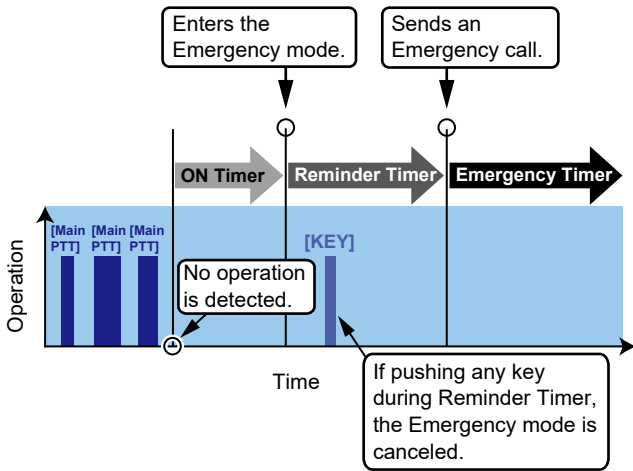 Enters the
Emergency mode.
Sends an
Emergency call.
ON Timer
Reminder Timer
Emergency Timer
[Main
PTT]
[Main
PTT]
[Main
PTT]
[KEY]
No operation
is detected.
Operation
Time
If pushing any key
during Reminder Timer,
the Emergency mode is
canceled.